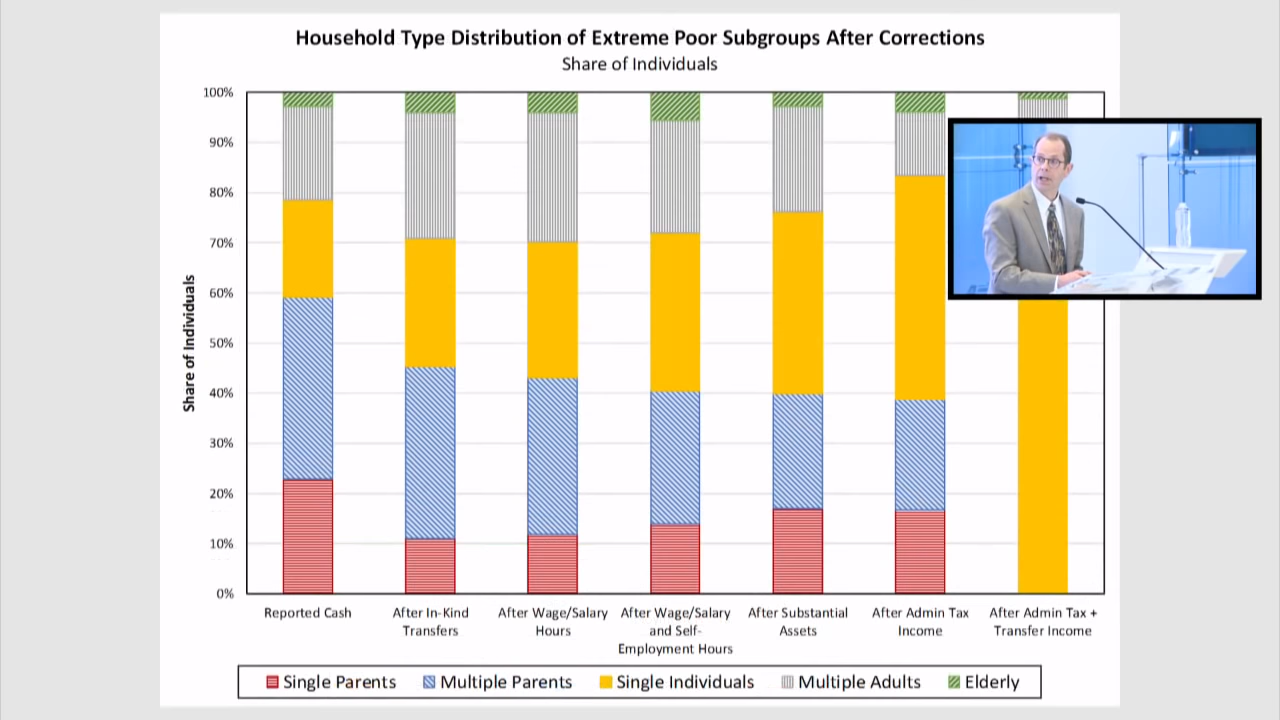 Household Type Distribution of Extreme Poor Subgroups After Corrections
Share of Individuals
100%
90%
80%
70%
60%
50%
40%
30%
20%
10%
0%
Share of Individuals
Reported Cash
After In-Kind
Transfers
After Wage/Salary
Hours
After Wage/Salary
and Self-
Employment Hours
After Substantial
Assets
After Admin Tax
Income
After Admin Tax +
Transfer Income
Single Parents
Multiple Parents
Single Individuals
Multiple Adults
Elderly